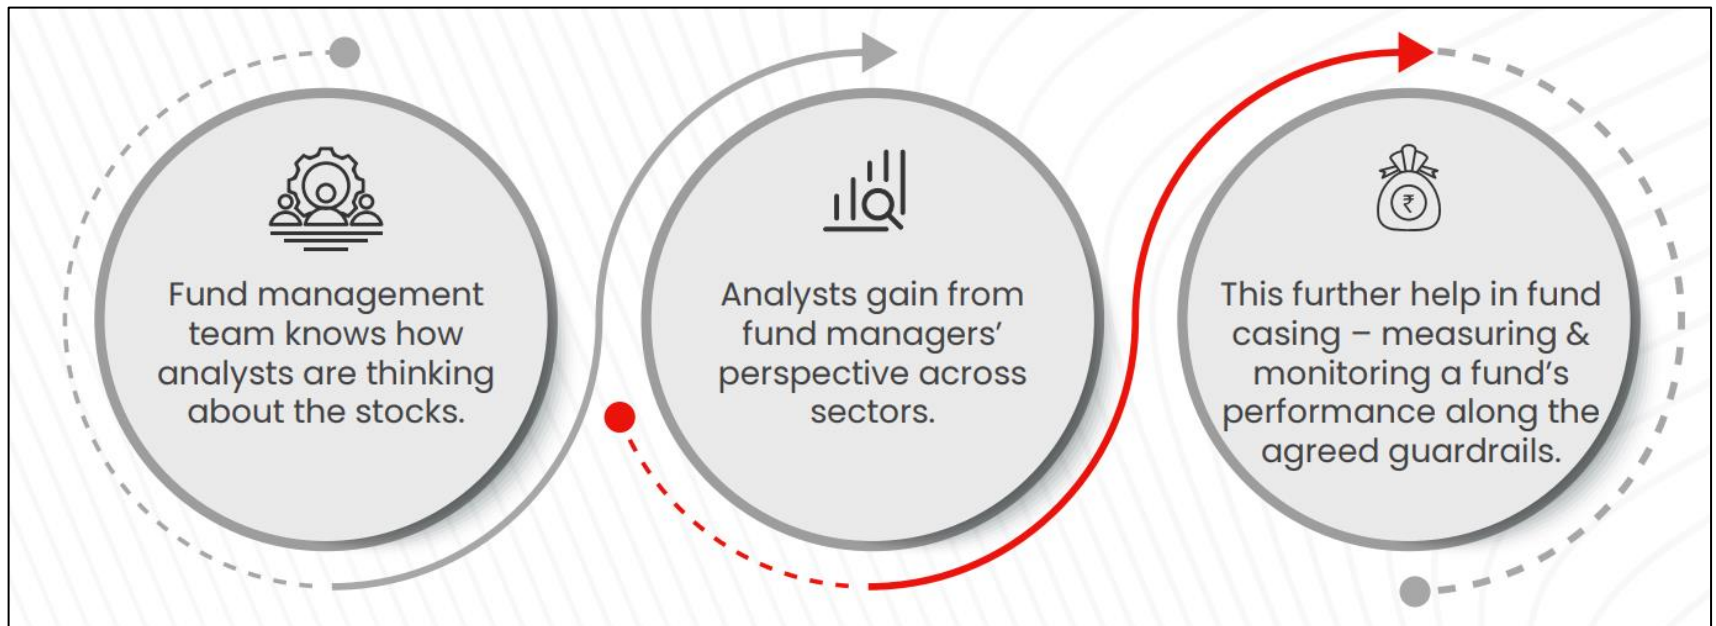 Fund management
team knows how
analysts are thinking
about the stocks.
Analysts gain from
fund managers’
perspective across
sectors.
₹
This further help in fund
casing – measuring &
monitoring a fund’s
performance along the
agreed guardrails.